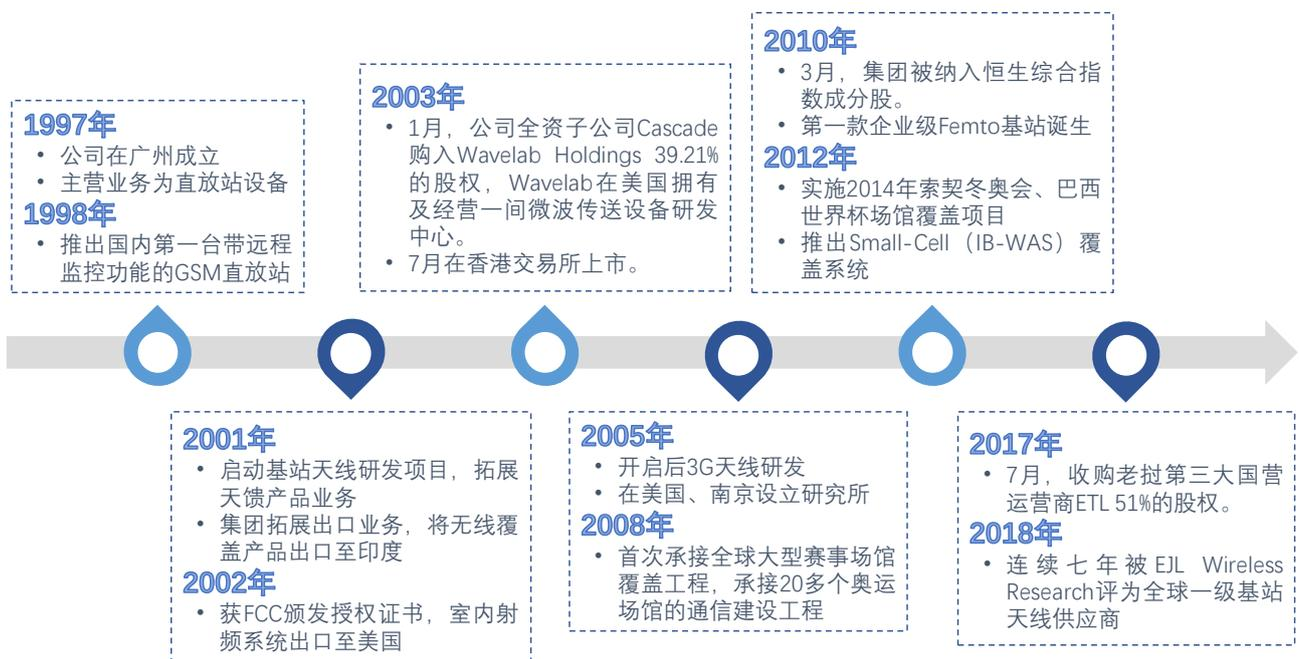 1997年
• 公司在广州成立
• 主营业务为直放站设备
1998年
• 推出国内第一台带远程
监控功能的GSM直放站
2001年
• 启动基站天线研发项目，拓展
天馈产品业务
• 集团拓展出口业务，将无线覆
盖产品出口至印度
2002年
• 获FCC颁发授权证书，室内射
频系统出口至美国
2003年
• 1月，公司全资子公司Cascade
购入Wavelab Holdings 39.21%
的股权，Wavelab在美国拥有
及经营一间微波传送设备研发
中心。
• 7月在香港交易所上市。
2005年
• 开启后3G天线研发
• 在美国、南京设立研究所
2008年
• 首次承接全球大型赛事场馆
覆盖工程，承接20多个奥运
场馆的通信建设工程
2010年
• 3月，集团被纳入恒生综合指
数成分股。
• 第一款企业级Femto基站诞生
2012年
• 实施2014年索契冬奥会、巴西
世界杯场馆覆盖项目
• 推出Small-Cell（IB-WAS）覆
盖系统
2017年
• 7月，收购老挝第三大国营
运营商ETL 51%的股权。
2018年
• 连续七年被EJL Wireless
Research评为全球一级基站
天线供应商